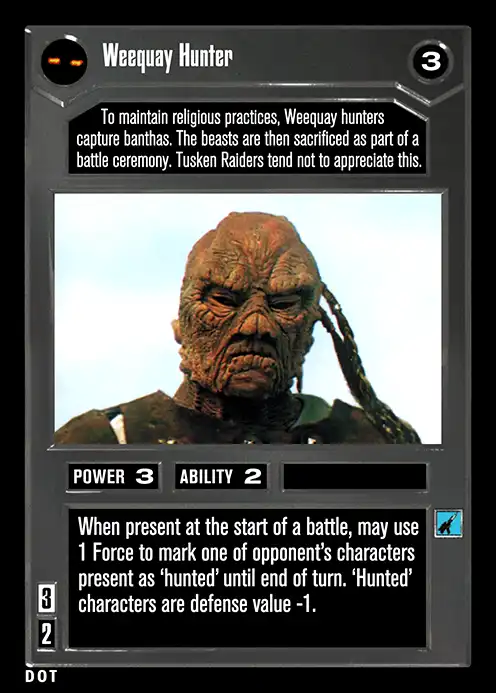 Weequay Hunter
3
To maintain religious practices, Weequay hunters
capture banthas. The beasts are then sacrificed as part of a
battle ceremony. Tusken Raiders tend not to appreciate this.
POWER 3 ABILITY 2
When present at the start of a battle, may use
1 Force to mark one of opponent's characters
present as 'hunted' until end of turn. 'Hunted'
characters are defense value -1.
3
2
DOT